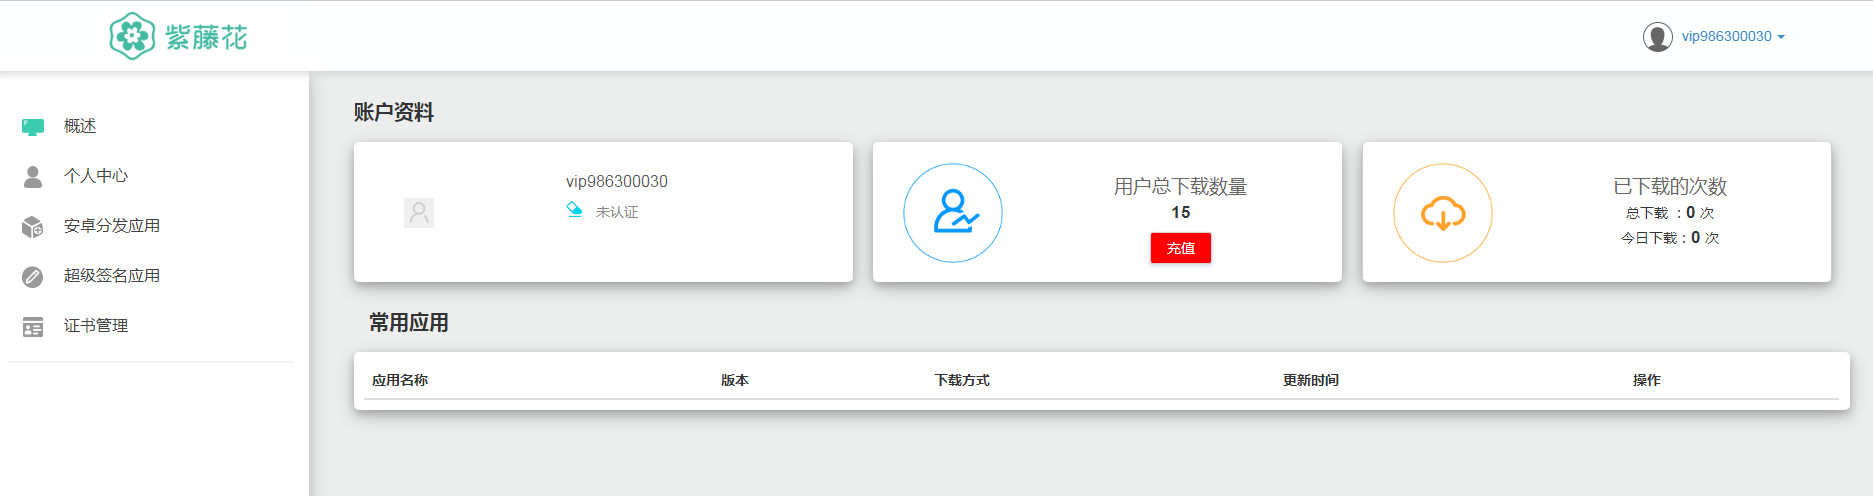 紫藤花
vip986300030
概述
个人中心
安卓分发应用
超级签名应用
证书管理
账户资料
vip986300030
未认证
用户总下载数量
15
充值
已下载的次数
总下载 ：0 次
今日下载：0 次
常用应用
应用名称 版本 下载方式 更新时间 操作